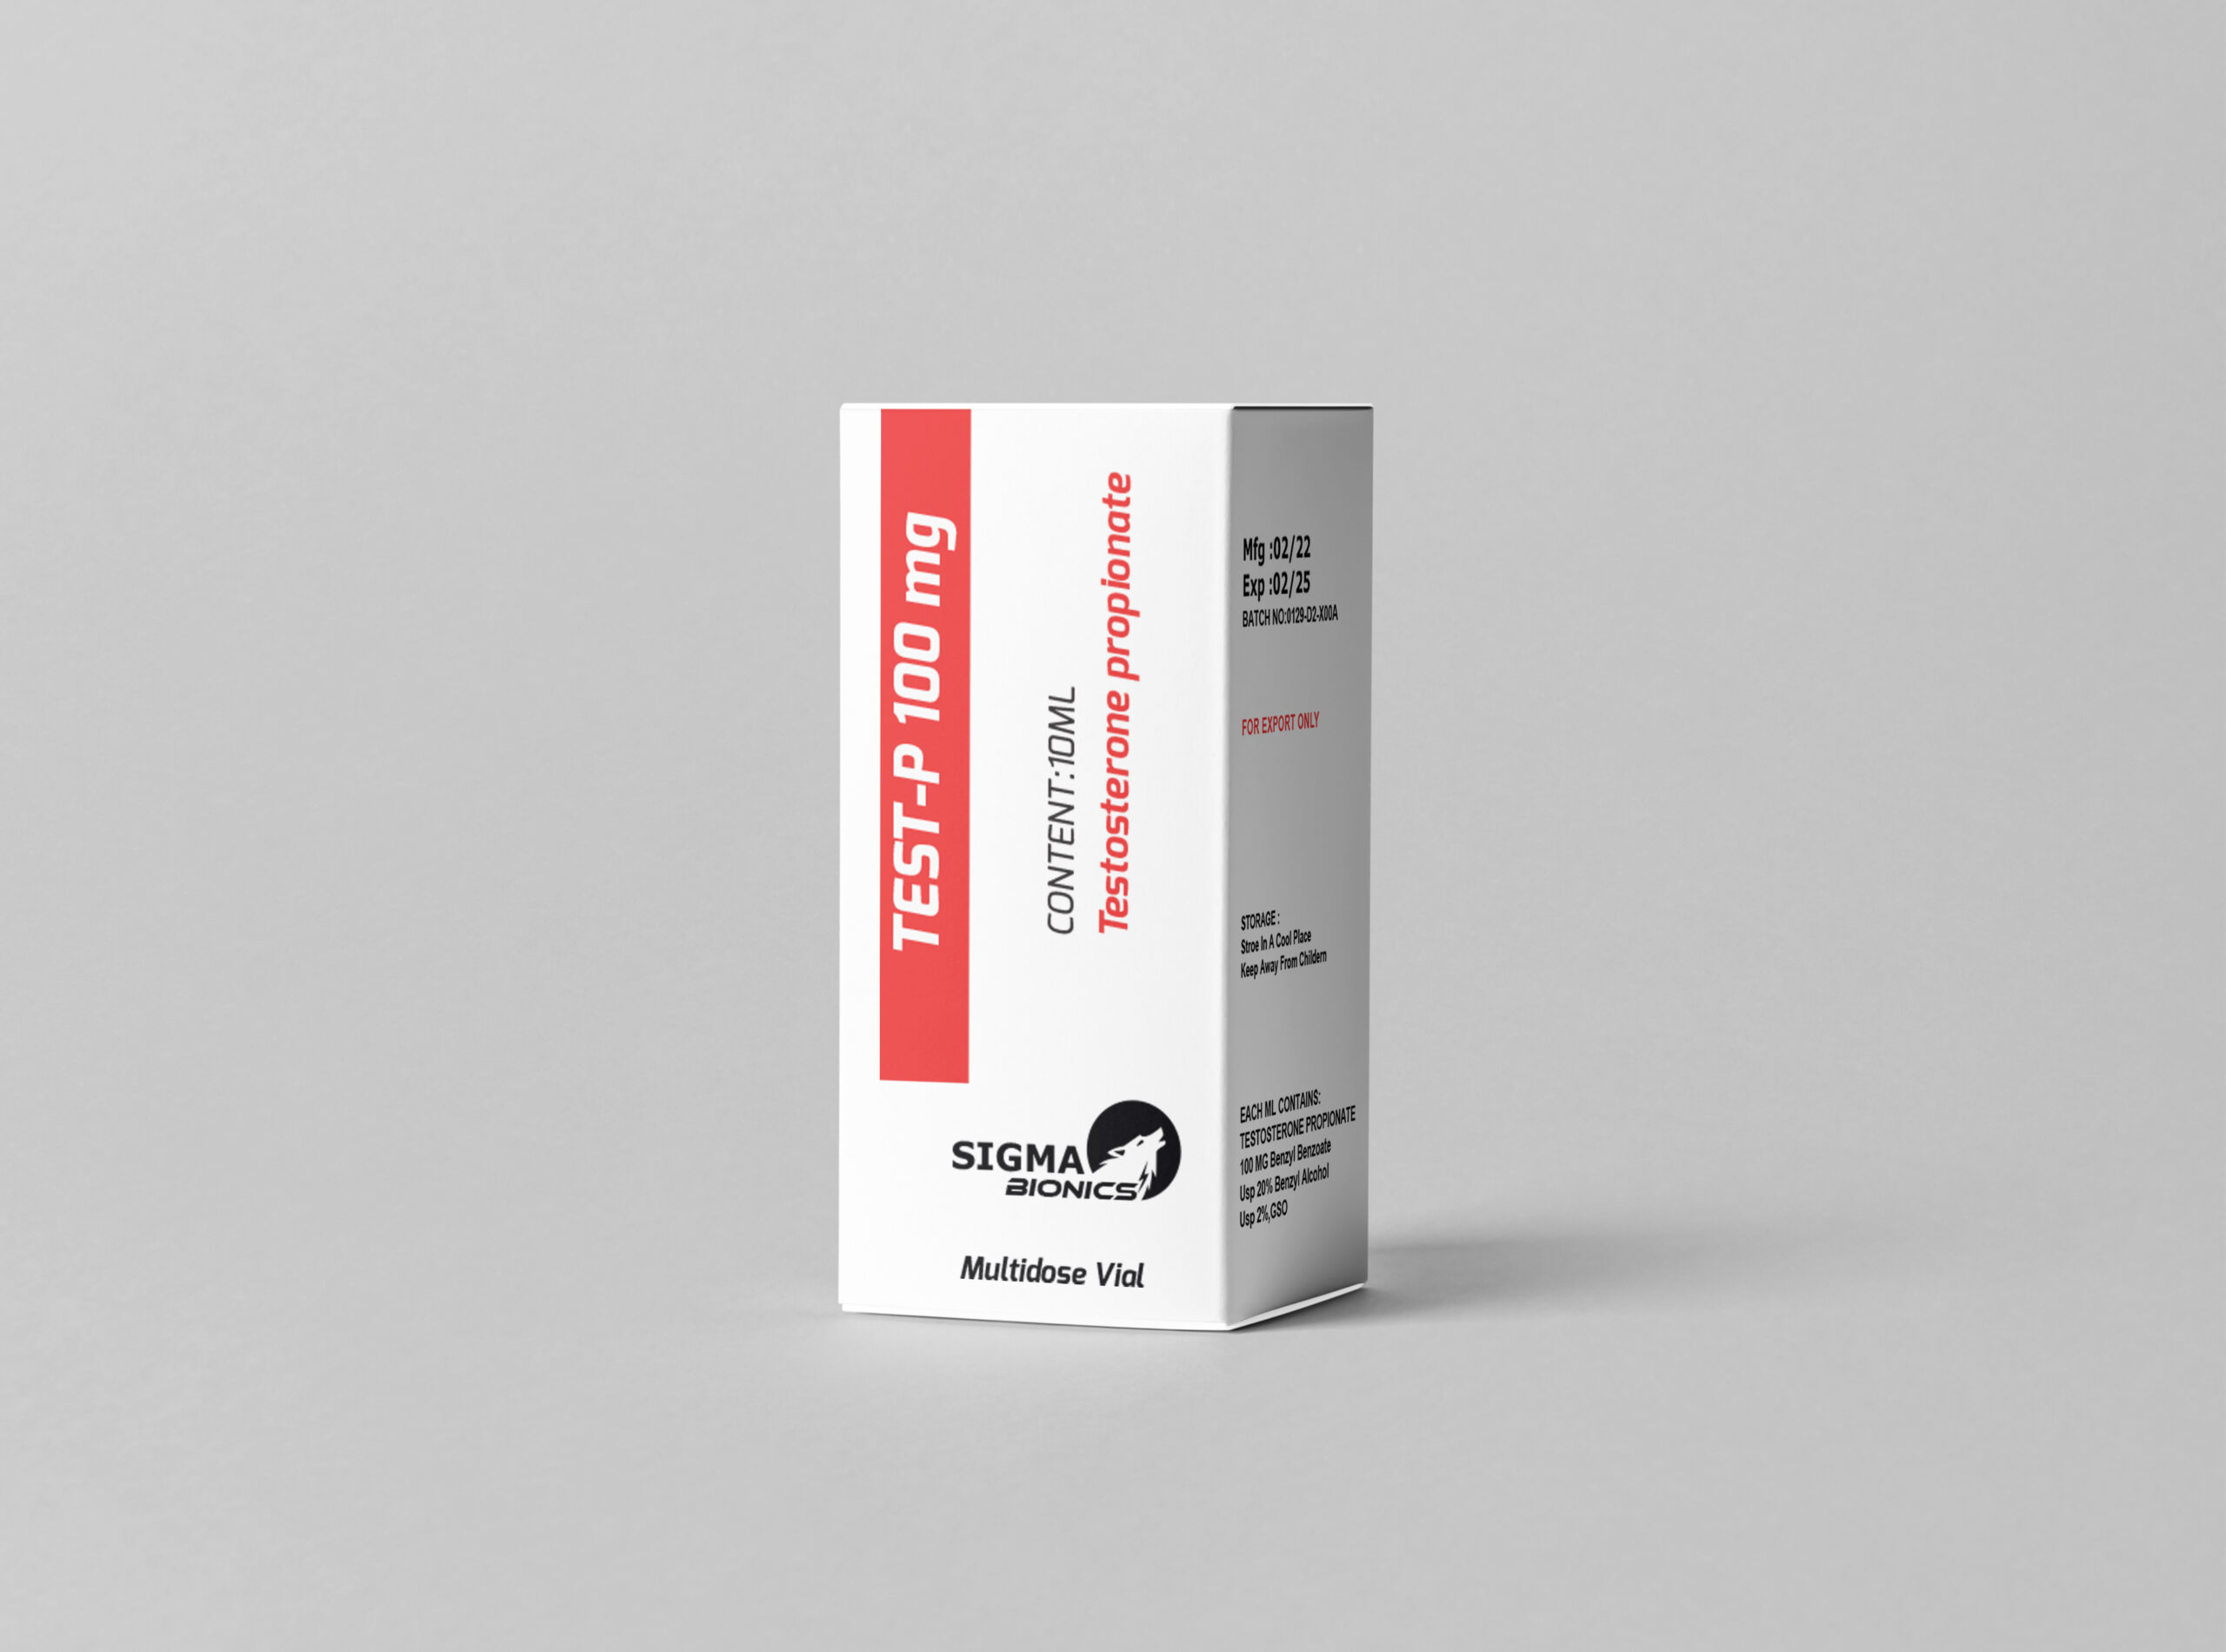 TEST-P 100 mg
CONTENT:10ML
Testosterone propionate
SIGMA
BIONICS
Multidose Vial
Mfg :02/22
Exp :02/25
BATCH NO:0129-D2-X00A
FOR EXPORT ONLY
STORAGE :
Stroe In A Cool Place
Keep Away From Childern
EACH ML CONTAINS:
TESTOSTERONE PROPIONATE
100 MG Benzyl Benzoate
Usp 20% Benzyl Alcohol
Usp 2%,GSO